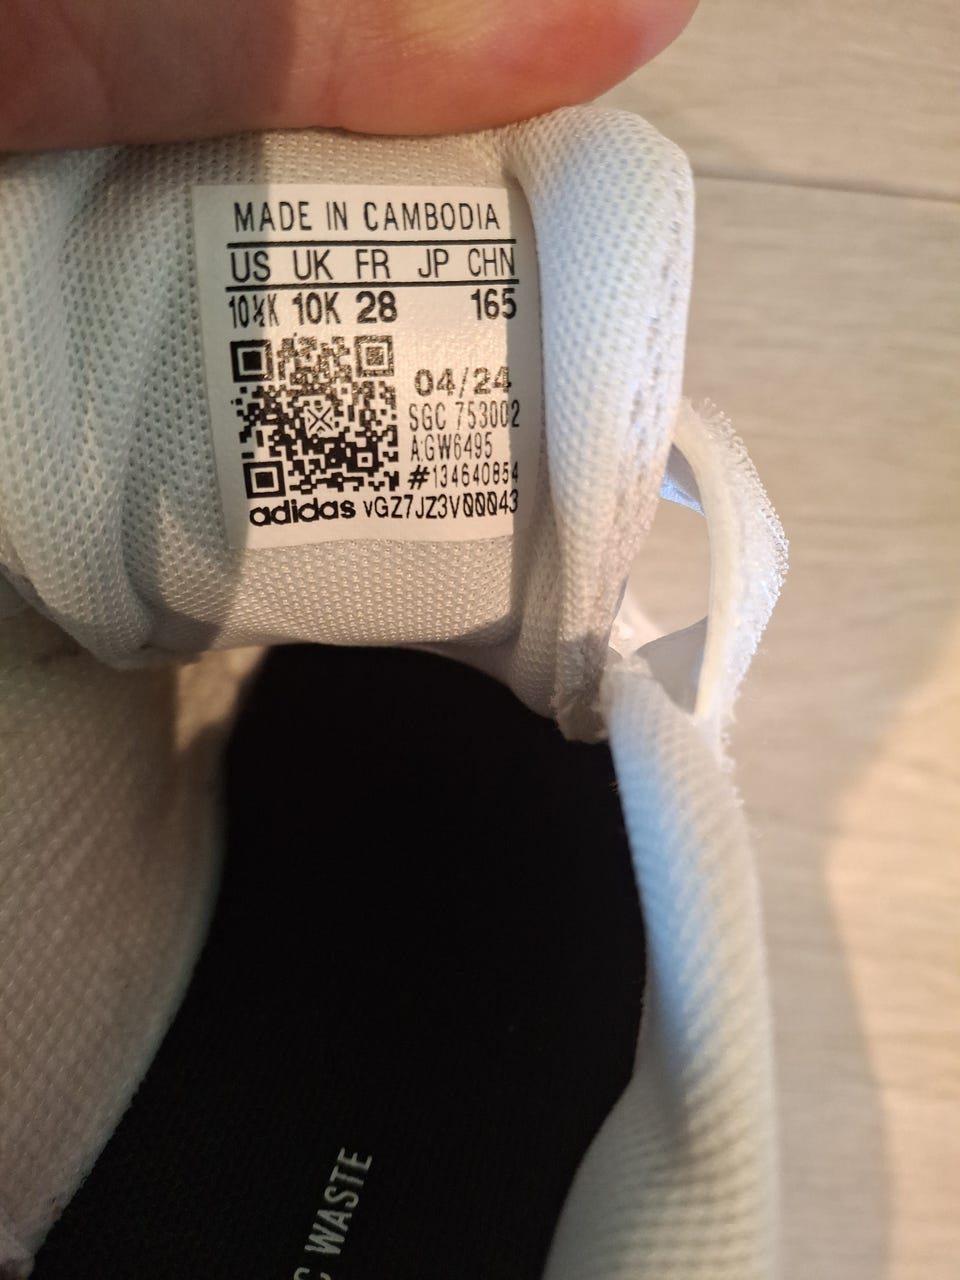 MADE IN CAMBODIA
US UK FR JP CHN
10½K 10K 28 165
04/24
SGC 753002
A:GW6495
#134640854
adidas vGZ7JZ3V00043
WASTE